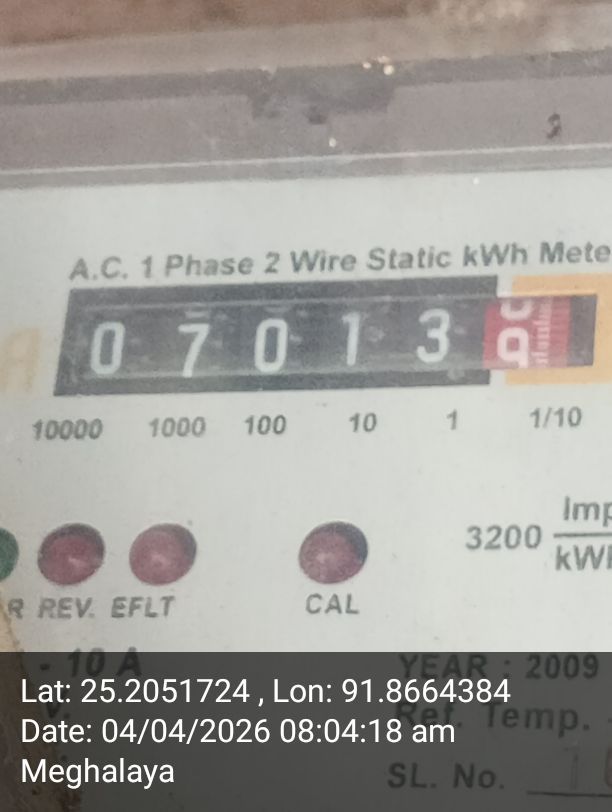 A.C. 1 Phase 2 Wire Static kWh Mete
0 7 0 1 3 9
10000 1000 100 10 1 1/10
3200 Imp
kWh
R REV. EFLT CAL
- 10 A YEAR : 2009
Ref. Temp.
SL. No.
Lat: 25.2051724 , Lon: 91.8664384
Date: 04/04/2026 08:04:18 am
Meghalaya